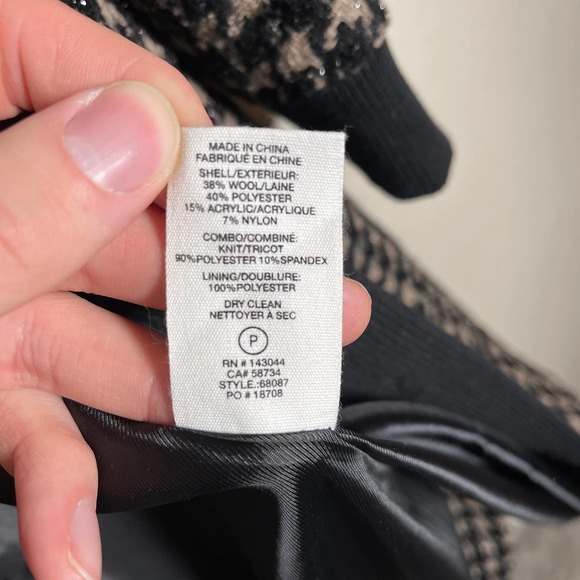 MADE IN CHINA
FABRIQUÉ EN CHINE
SHELL/EXTERIEUR:
38% WOOL/LAINE
40% POLYESTER
15% ACRYLIC/ACRYLIQUE
7% NYLON
COMBO/COMBINÉ:
KNIT/TRICOT
90%POLYESTER 10%SPANDEX
LINING/DOUBLURE:
100%POLYESTER
DRY CLEAN
NETTOYER À SEC
P
RN # 143044
CA# 58734
STYLE:68087
PO # 18708